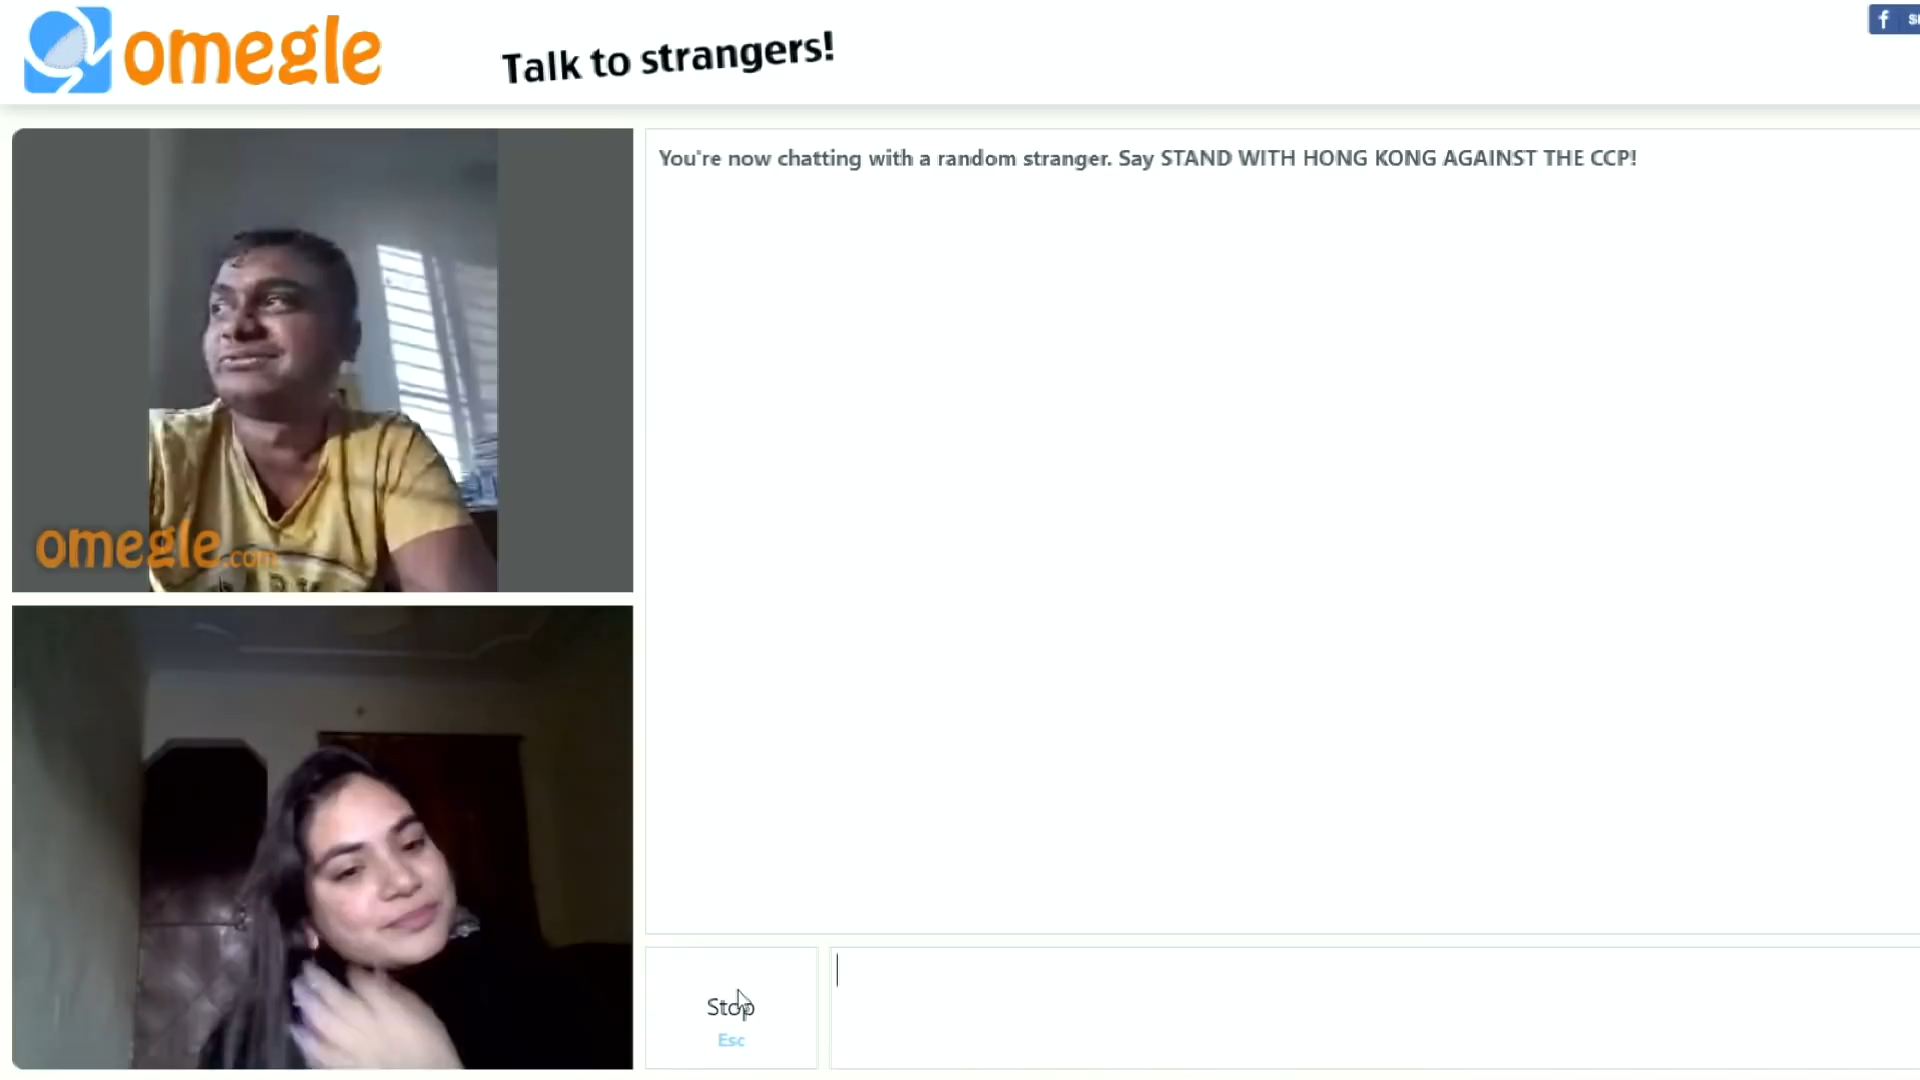 omegle
Talk to strangers!
f
You're now chatting with a random stranger. Say STAND WITH HONG KONG AGAINST THE CCP!
omegle.com
Stop
Esc